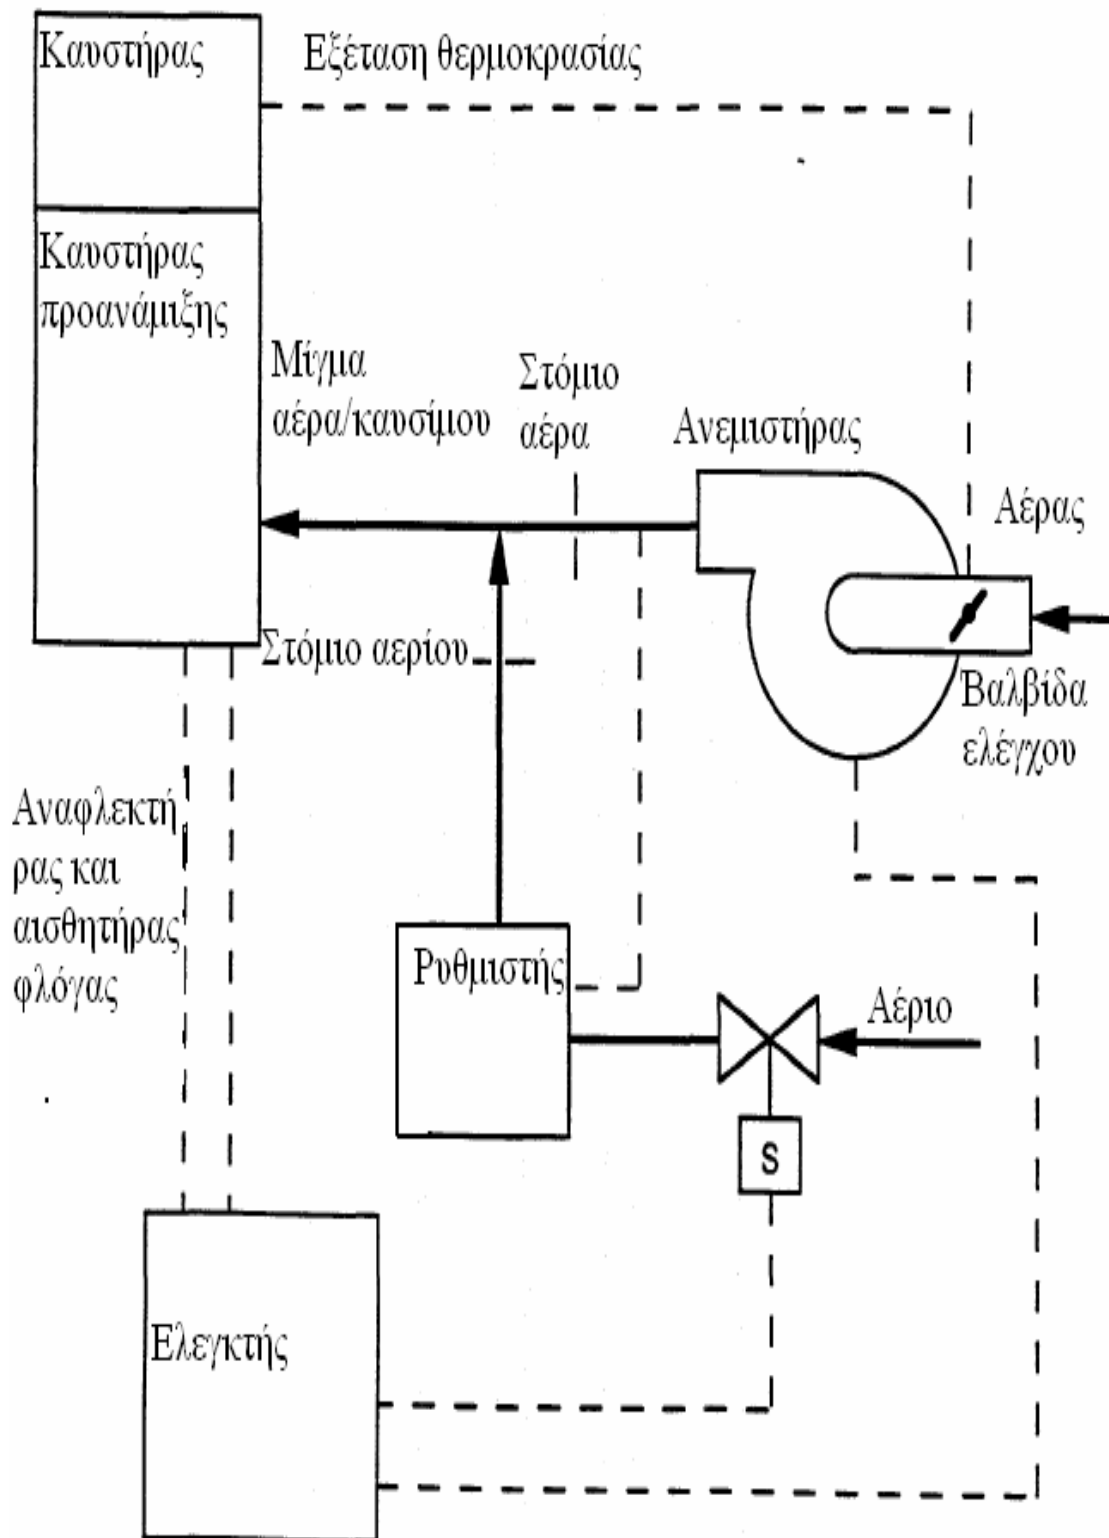 Καυστήρας
Εξέταση θερμοκρασίας
Καυστήρας
προανάμιξης
Μίγμα
αέρα/καυσίμου
Στόμιο
αέρα
Ανεμιστήρας
Αέρας
Στόμιο αερίου
Βαλβίδα
ελέγχου
Αναφλεκτή
ρας και
αισθητήρας
φλόγας
Ρυθμιστής
Αέριο
S
Ελεγκτής